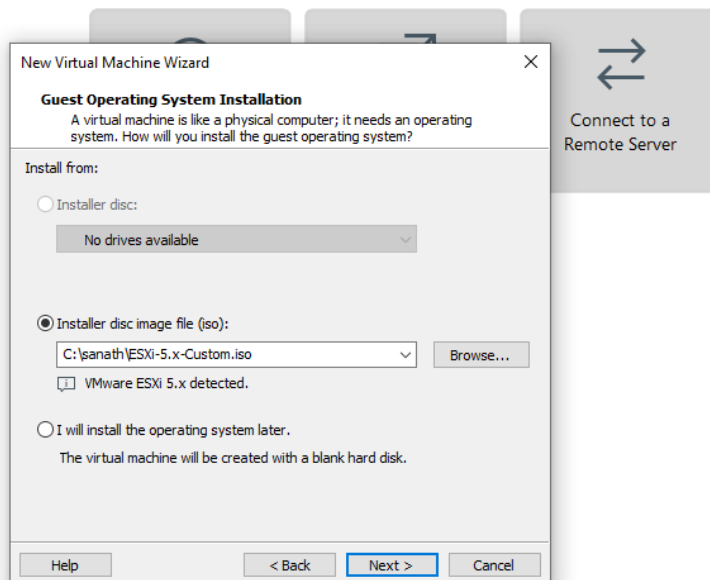 New Virtual Machine Wizard
Guest Operating System Installation
A virtual machine is like a physical computer; it needs an operating
system. How will you install the guest operating system?
Install from:
Installer disc:
No drives available
Installer disc image file (iso):
C:\sanath\ESXi-5.x-Custom.iso
Browse...
VMware ESXi 5.x detected.
I will install the operating system later.
The virtual machine will be created with a blank hard disk.
Help
< Back
Next >
Cancel
Connect to a
Remote Server